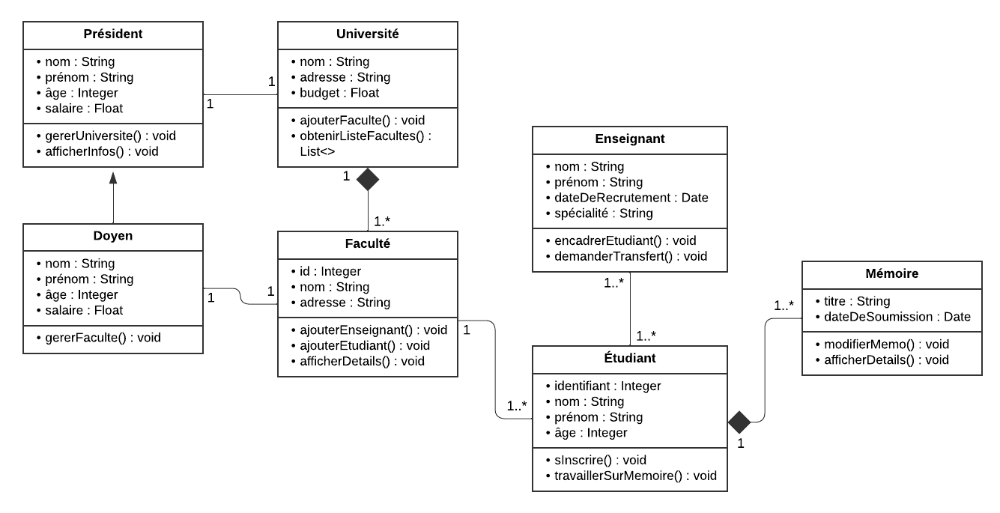 Président
• nom : String
• prénom : String
• âge : Integer
• salaire : Float
• gererUniversite() : void
• afficherInfos() : void
1
1
Université
• nom : String
• adresse : String
• budget : Float
• ajouterFaculte() : void
• obtenirListeFacultes() :
List<>
1
1.*
Doyen
• nom : String
• prénom : String
• âge : Integer
• salaire : Float
• gererFaculte() : void
1
1
Faculté
• id : Integer
• nom : String
• adresse : String
• ajouterEnseignant() : void
• ajouterEtudiant() : void
• afficherDetails() : void
1
1..*
Enseignant
• nom : String
• prénom : String
• dateDeRecrutement : Date
• spécialité : String
• encadrerEtudiant() : void
• demanderTransfert() : void
1..*
1..*
Étudiant
• identifiant : Integer
• nom : String
• prénom : String
• âge : Integer
• sInscrire() : void
• travaillerSurMemoire() : void
1
1..*
Mémoire
• titre : String
• dateDeSoumission : Date
• modifierMemo() : void
• afficherDetails() : void